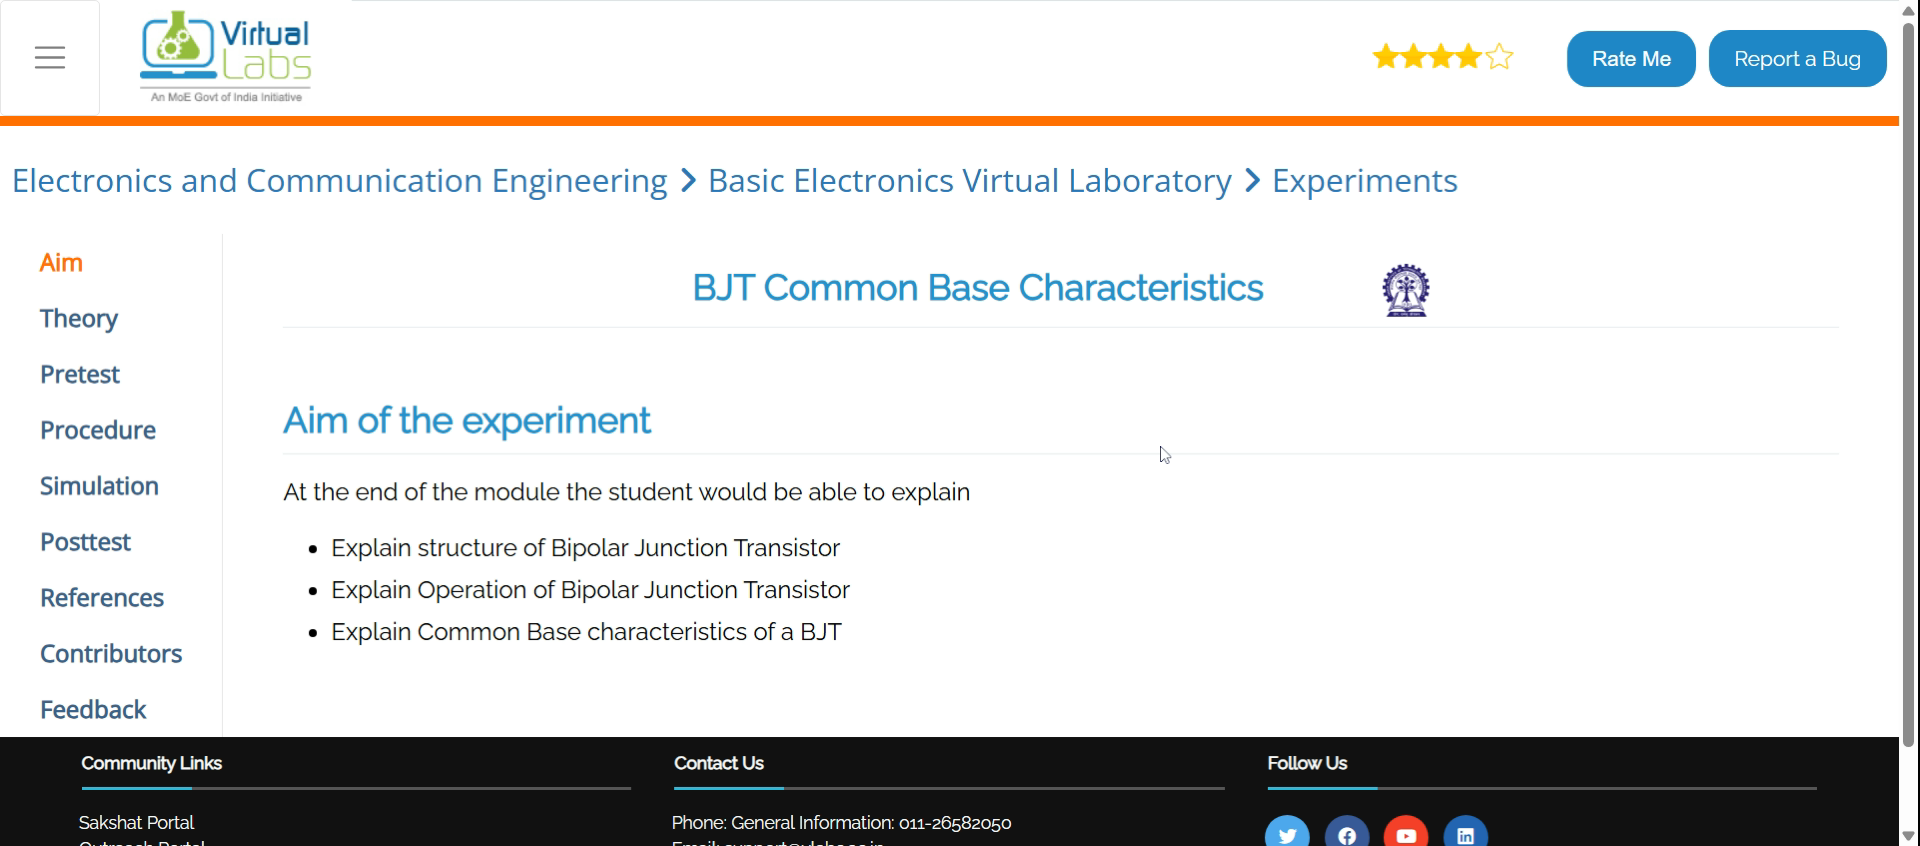 Virtual
Labs
An MoE Govt of India Initiative
Rate Me
Report a Bug
Electronics and Communication Engineering > Basic Electronics Virtual Laboratory > Experiments
Aim
Theory
Pretest
Procedure
Simulation
Posttest
References
Contributors
Feedback
BJT Common Base Characteristics
Aim of the experiment
At the end of the module the student would be able to explain
• Explain structure of Bipolar Junction Transistor
• Explain Operation of Bipolar Junction Transistor
• Explain Common Base characteristics of a BJT
Community Links
Sakshat Portal
Outreach Portal
Contact Us
Phone: General Information: 011-26582050
Follow Us